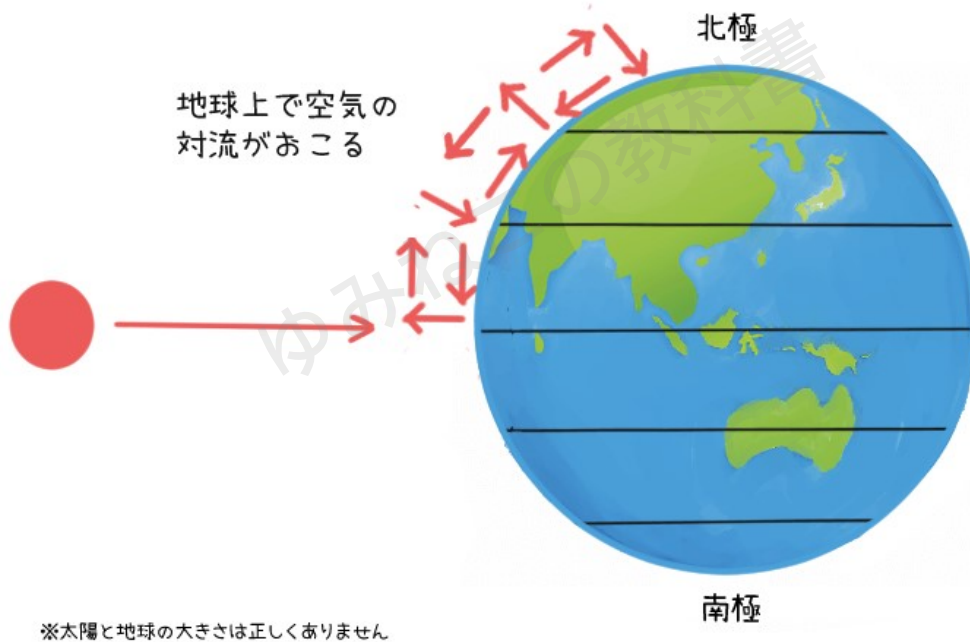 北極
地球上で空気の
対流がおこる
ゆみねこの教科書
南極
※太陽と地球の大きさは正しくありません